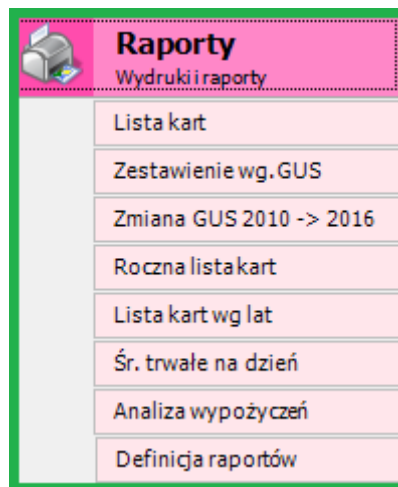 Raporty
Wydruki i raporty
Lista kart
Zestawienie wg. GUS
Zmiana GUS 2010 -> 2016
Roczna lista kart
Lista kart wg lat
Śr. trwałe na dzień
Analiza wypożyczeń
Definicja raportów